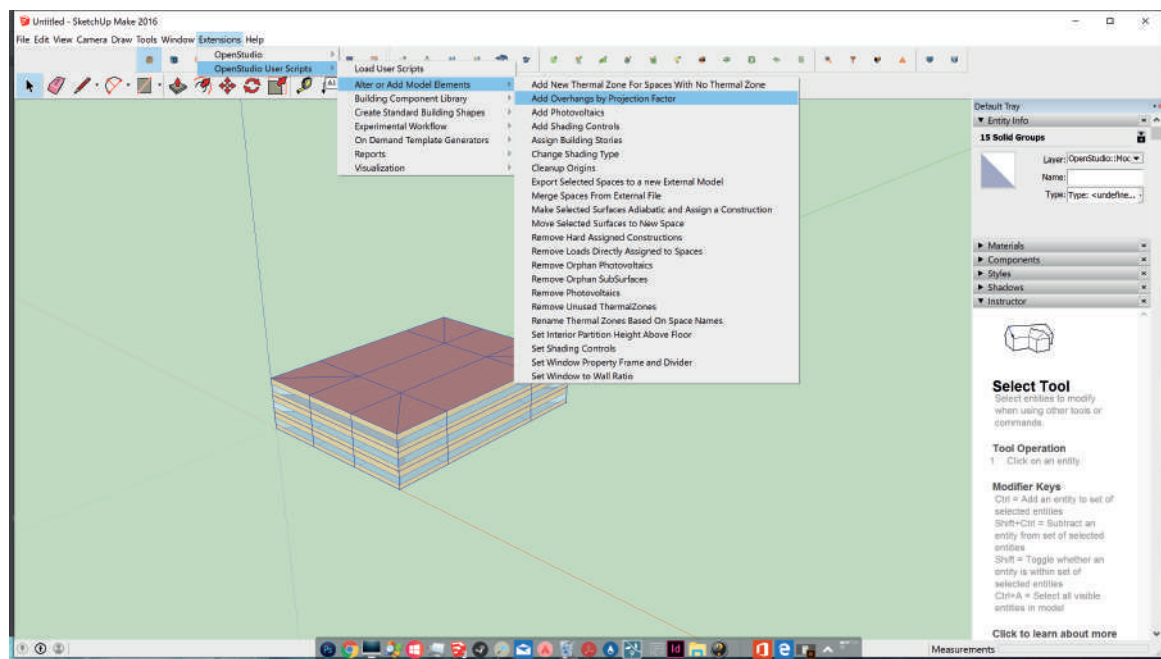 Untitled - SketchUp Make 2016
File Edit View Camera Draw Tools Window Extensions Help
OpenStudio
OpenStudio User Scripts
Load User Scripts
Alter or Add Model Elements
Building Component Library
Create Standard Building Shapes
Experimental Workflow
On Demand Template Generators
Reports
Visualization
Add New Thermal Zone For Spaces With No Thermal Zone
Add Overhangs by Projection Factor
Add Photovoltaics
Add Shading Controls
Assign Building Stories
Change Shading Type
Cleanup Origins
Export Selected Spaces to a new External Model
Merge Spaces From External File
Make Selected Surfaces Adiabatic and Assign a Construction
Move Selected Surfaces to New Space
Remove Hard Assigned Constructions
Remove Loads Directly Assigned to Spaces
Remove Orphan Photovoltaics
Remove Orphan SubSurfaces
Remove Photovoltaics
Remove Unused ThermalZones
Rename Thermal Zones Based On Space Names
Set Interior Partition Height Above Floor
Set Shading Controls
Set Window Property Frame and Divider
Set Window to Wall Ratio
Default Tray
Entity Info
15 Solid Groups
Layer: OpenStudio::Moc
Name:
Type: Type: <undefine...
Materials
Components
Styles
Shadows
Instructor
Select Tool
Select entities to modify
when using other tools or
commands.
Tool Operation
1. Click on an entity.
Modifier Keys
Ctrl = Add an entity to set of
selected entities
Shift+Ctrl = Subtract an
entity from set of selected
entities
Shift = Toggle whether an
entity is within set of
selected entities
Ctrl+A = Select all visible
entities in model
Click to learn about more
Measurements
Id